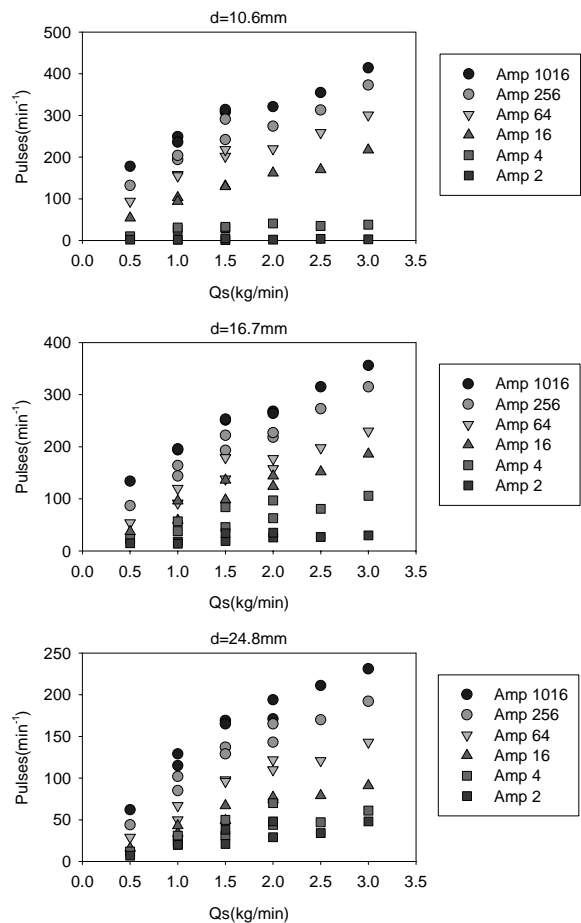 d=10.6mm
Pulses(min-1)
500
400
300
200
100
0
0.0 0.5 1.0 1.5 2.0 2.5 3.0 3.5
Qs(kg/min)
Amp 1016
Amp 256
Amp 64
Amp 16
Amp 4
Amp 2
d=16.7mm
Pulses(min-1)
400
300
200
100
0
0.0 0.5 1.0 1.5 2.0 2.5 3.0 3.5
Qs(kg/min)
Amp 1016
Amp 256
Amp 64
Amp 16
Amp 4
Amp 2
d=24.8mm
Pulses(min-1)
250
200
150
100
50
0
0.0 0.5 1.0 1.5 2.0 2.5 3.0 3.5
Qs(kg/min)
Amp 1016
Amp 256
Amp 64
Amp 16
Amp 4
Amp 2